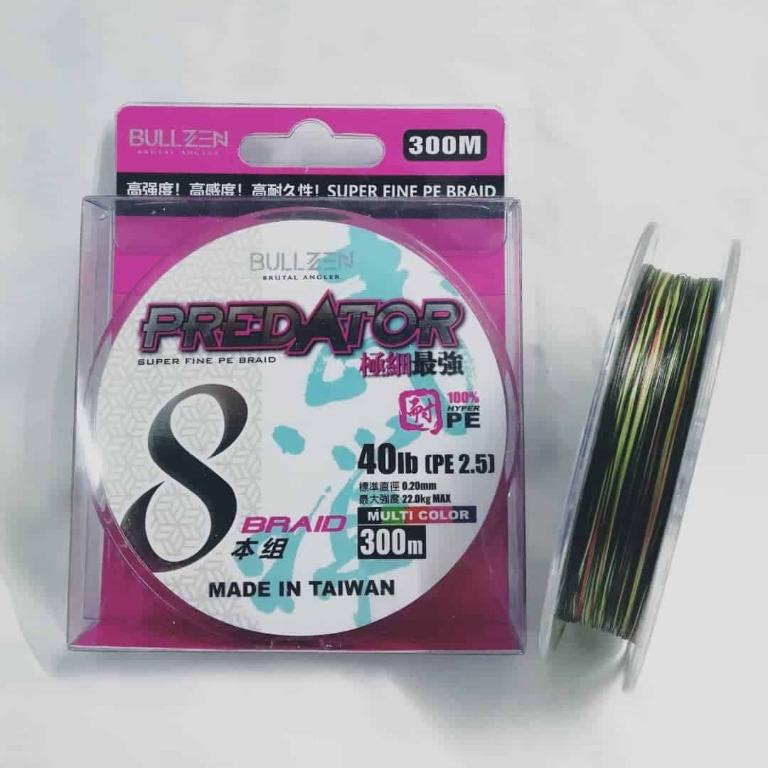 BULLZEN
BRUTAL ANGLER
300M
高强度！高感度！高耐久性！SUPER FINE PE BRAID
BULLZEN
BRUTAL ANGLER
PREDATOR
SUPER FINE PE BRAID
極細最強
耐
100%
HYPER
PE
40lb (PE 2.5)
標準直徑 0.20mm
最大強度 22.0kg MAX
MULTI COLOR
300m
8
BRAID
本组
MADE IN TAIWAN